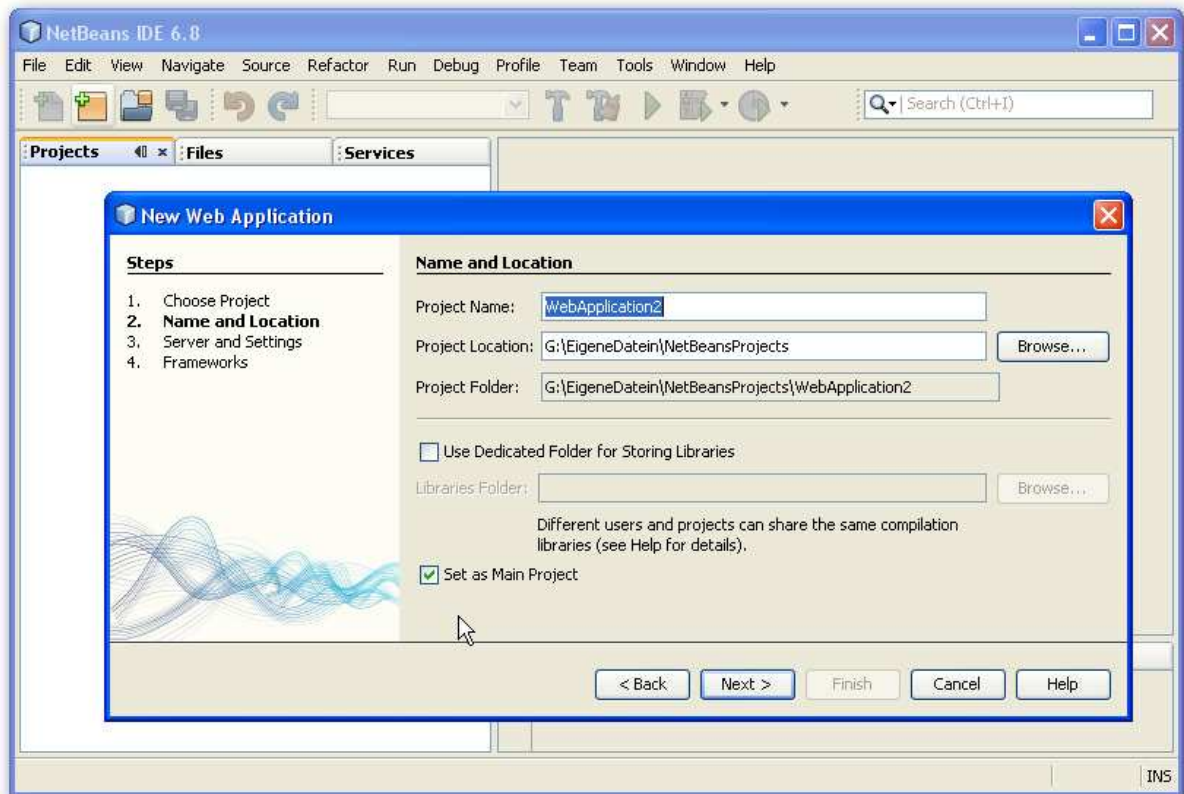 NetBeans IDE 6.8
File Edit View Navigate Source Refactor Run Debug Profile Team Tools Window Help
Search (Ctrl+I)
Projects Files Services
New Web Application
Steps
1. Choose Project
2. Name and Location
3. Server and Settings
4. Frameworks
Name and Location
Project Name: WebApplication2
Project Location: G:\EigeneDatein\NetBeansProjects Browse...
Project Folder: G:\EigeneDatein\NetBeansProjects\WebApplication2
Use Dedicated Folder for Storing Libraries
Libraries Folder: Browse...
Different users and projects can share the same compilation
libraries (see Help for details).
Set as Main Project
< Back Next > Finish Cancel Help
INS